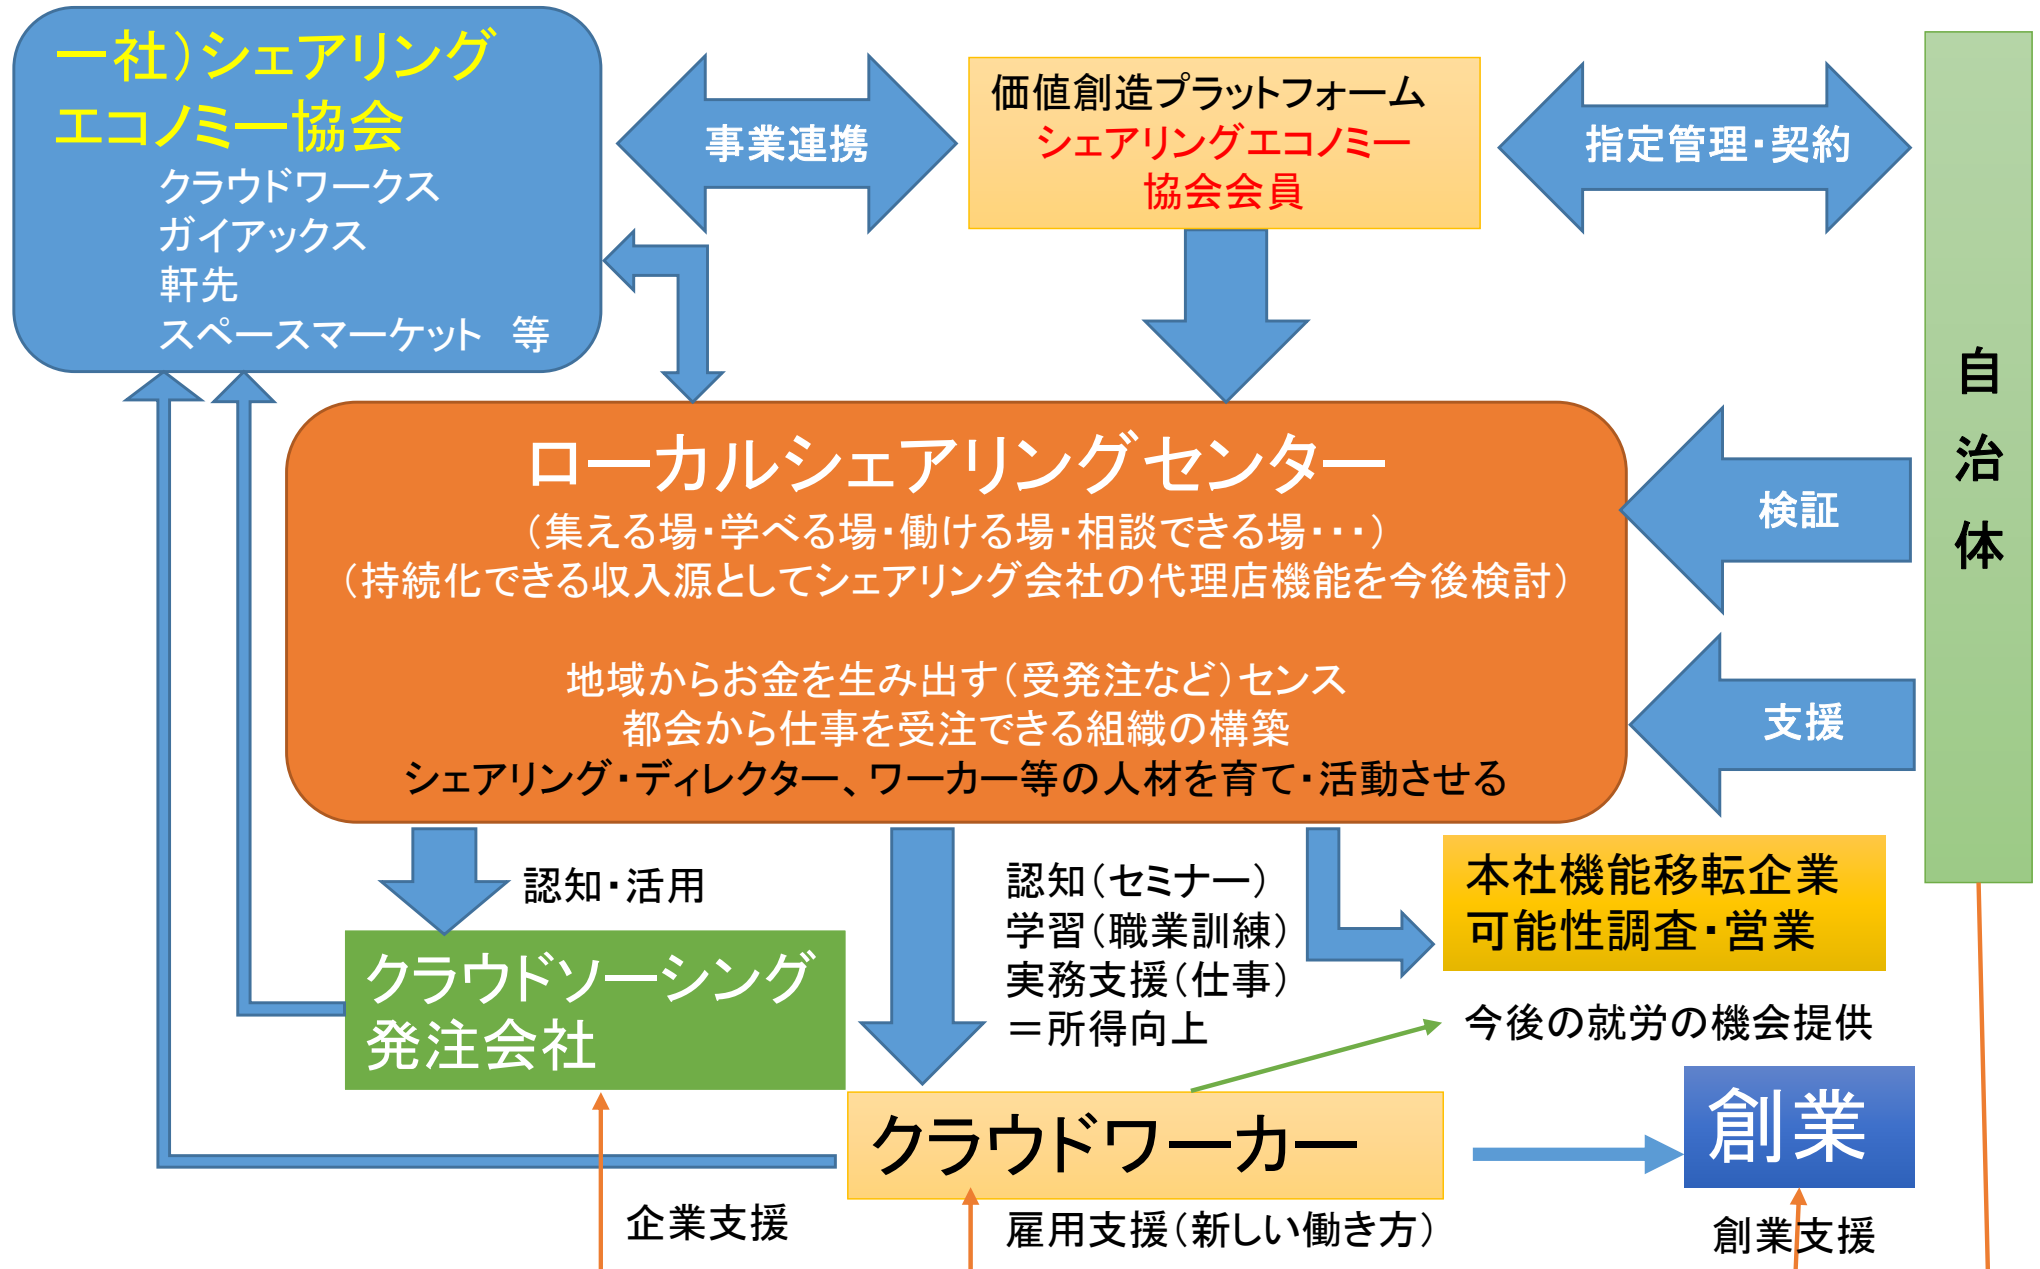 一社）シェアリング
エコノミー協会
クラウドワークス
ガイアックス
軒先
スペースマーケット　等
事業連携
価値創造プラットフォーム
シェアリングエコノミー
協会会員
指定管理・契約
自
治
体
ローカルシェアリングセンター
（集える場・学べる場・働ける場・相談できる場・・・）
（持続化できる収入源としてシェアリング会社の代理店機能を今後検討）
地域からお金を生み出す（受発注など）センス
都会から仕事を受注できる組織の構築
シェアリング・ディレクター、ワーカー等の人材を育て・活動させる
検証
支援
認知・活用
認知（セミナー）
学習（職業訓練）
実務支援（仕事）
＝所得向上
本社機能移転企業
可能性調査・営業
クラウドソーシング
発注会社
今後の就労の機会提供
クラウドワーカー
創業
企業支援
雇用支援（新しい働き方）
創業支援